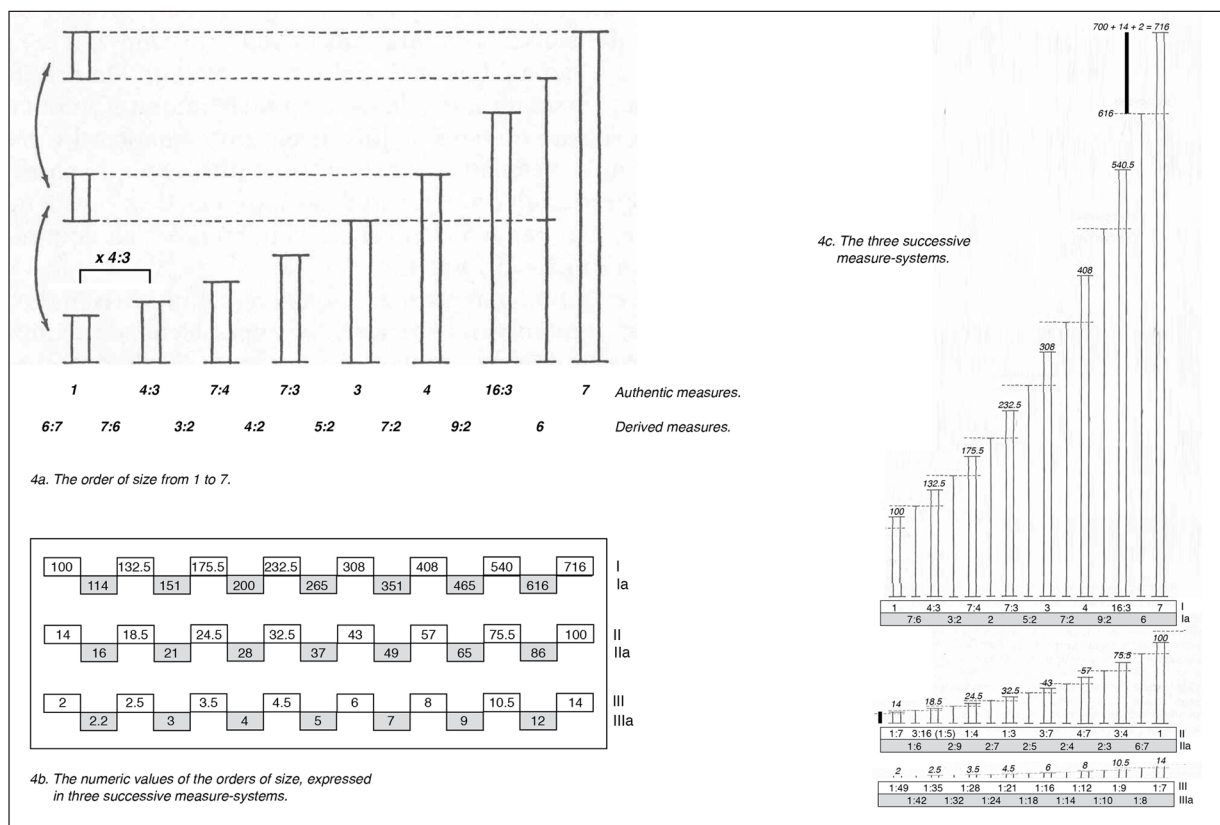 x 4:3
1 4:3 7:4 7:3 3 4 16:3 7 Authentic measures.
6:7 7:6 3:2 4:2 5:2 7:2 9:2 6 Derived measures.
4a. The order of size from 1 to 7.
100 132.5 175.5 232.5 308 408 540 716 I
114 151 200 265 351 465 616 Ia
14 18.5 24.5 32.5 43 57 75.5 100 II
16 21 28 37 49 65 86 IIa
2 2.5 3.5 4.5 6 8 10.5 14 III
2.2 3 4 5 7 9 12 IIIa
4b. The numeric values of the orders of size, expressed
in three successive measure-systems.
700 + 14 + 2 = 716
616
540.5
4c. The three successive
measure-systems.
408
308
232.5
175.5
132.5
100
1 4:3 7:4 7:3 3 4 16:3 7 I
7:6 3:2 2 5:2 7:2 9:2 6 Ia
14 18.5 24.5 32.5 43 57 75.5 100
1:7 3:16 (1:5) 1:4 1:3 3:7 4:7 3:4 1 II
1:6 2:9 2:7 2:5 2:4 2:3 6:7 IIa
2 2.5 3.5 4.5 6 8 10.5 14
1:49 1:35 1:28 1:21 1:16 1:12 1:9 1:7 III
1:42 1:32 1:24 1:18 1:14 1:10 1:8 IIIa